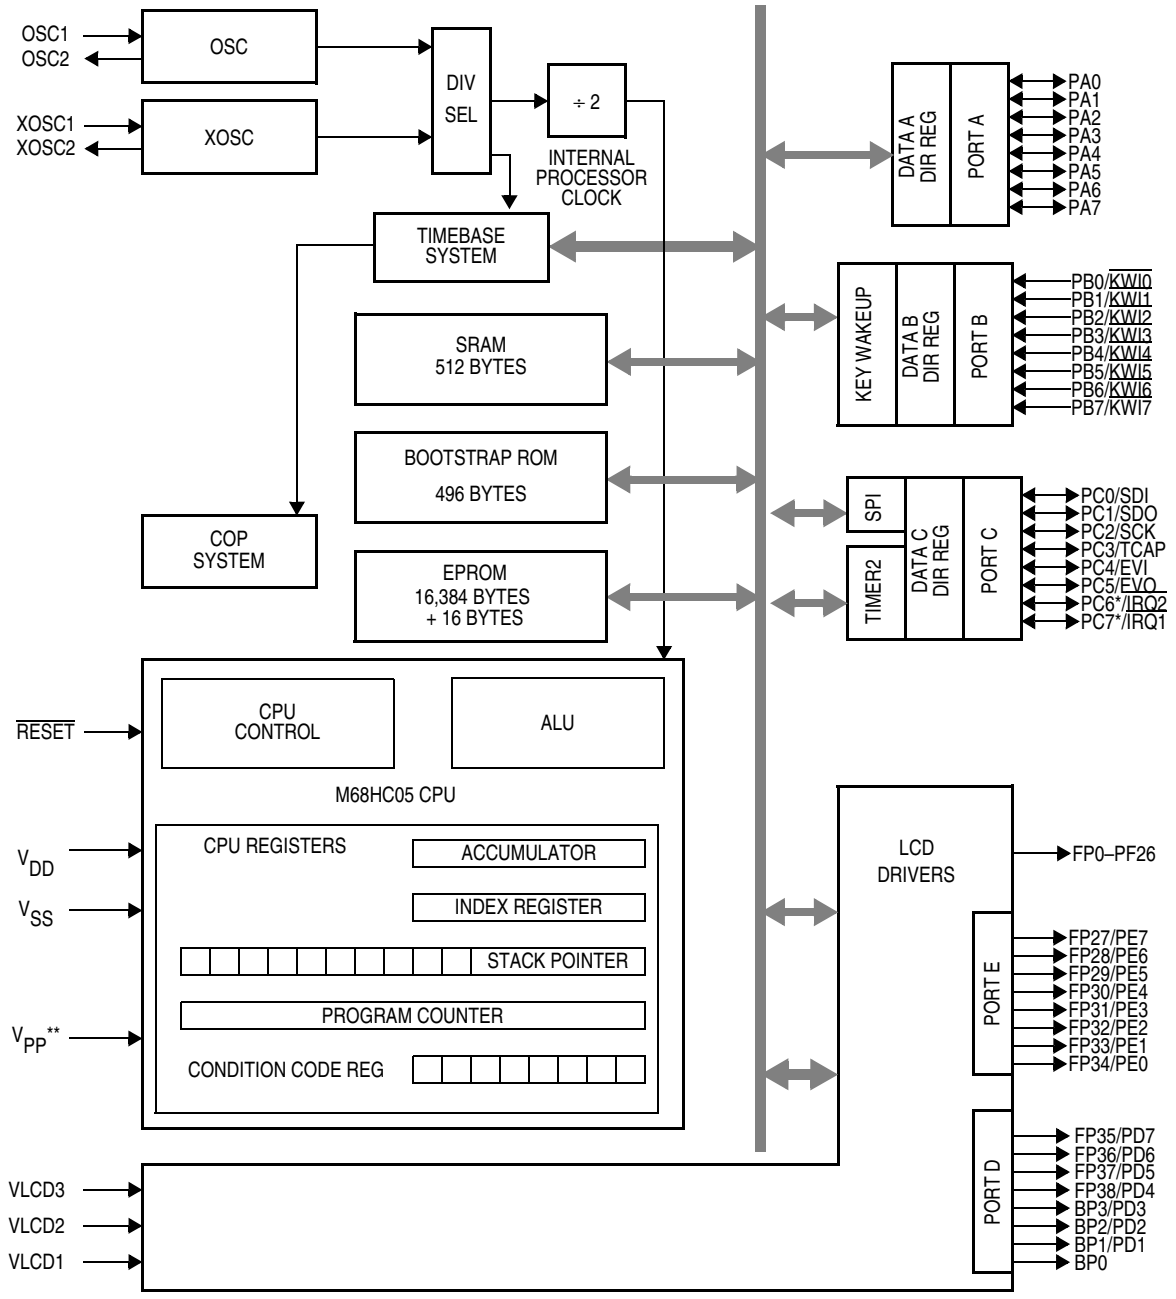 OSC1
OSC2
OSC
XOSC1
XOSC2
XOSC
DIV
SEL
÷ 2
INTERNAL
PROCESSOR
CLOCK
TIMEBASE
SYSTEM
SRAM
512 BYTES
BOOTSTRAP ROM
496 BYTES
COP
SYSTEM
EPROM
16,384 BYTES
+ 16 BYTES
DATA A
DIR REG
PORT A
PA0
PA1
PA2
PA3
PA4
PA5
PA6
PA7
KEY WAKEUP
DATA B
DIR REG
PORT B
PB0/KWI0
PB1/KWI1
PB2/KWI2
PB3/KWI3
PB4/KWI4
PB5/KWI5
PB6/KWI6
PB7/KWI7
SPI
TIMER2
DATA C
DIR REG
PORT C
PC0/SDI
PC1/SDO
PC2/SCK
PC3/TCAP
PC4/EVI
PC5/EVO
PC6*/IRQ2
PC7*/IRQ1
RESET
VDD
VSS
VPP**
CPU
CONTROL
ALU
M68HC05 CPU
CPU REGISTERS
ACCUMULATOR
INDEX REGISTER
STACK POINTER
PROGRAM COUNTER
CONDITION CODE REG
LCD
DRIVERS
FP0–PF26
PORT E
FP27/PE7
FP28/PE6
FP29/PE5
FP30/PE4
FP31/PE3
FP32/PE2
FP33/PE1
FP34/PE0
PORT D
FP35/PD7
FP36/PD6
FP37/PD5
FP38/PD4
BP3/PD3
BP2/PD2
BP1/PD1
BP0
VLCD3
VLCD2
VLCD1